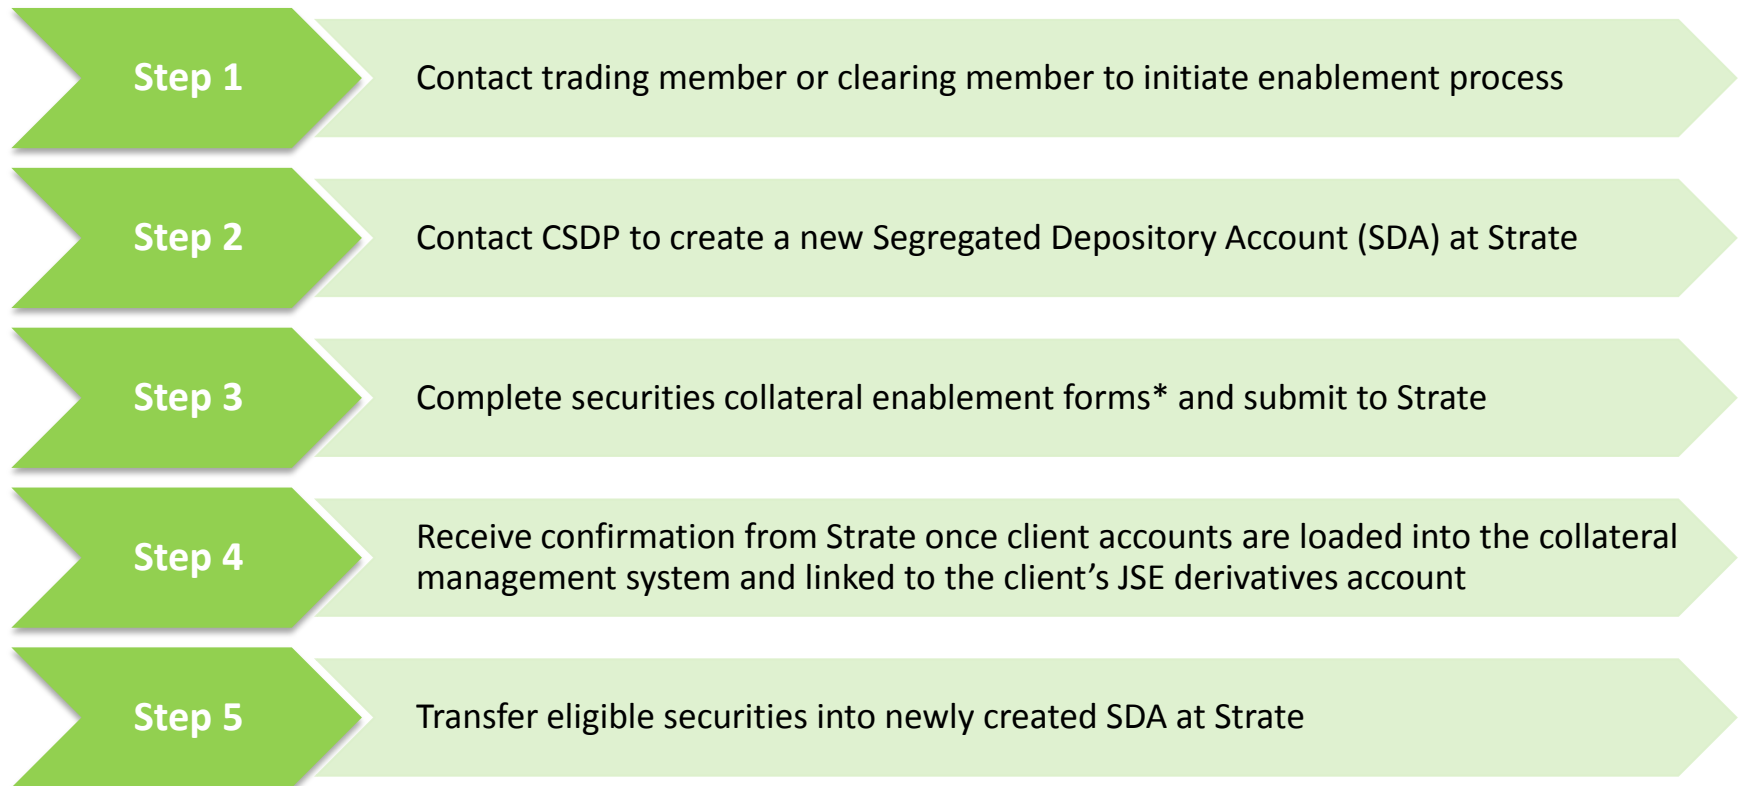 Step 1
Contact trading member or clearing member to initiate enablement process
Step 2
Contact CSDP to create a new Segregated Depository Account (SDA) at Strate
Step 3
Complete securities collateral enablement forms* and submit to Strate
Step 4
Receive confirmation from Strate once client accounts are loaded into the collateral
management system and linked to the client’s JSE derivatives account
Step 5
Transfer eligible securities into newly created SDA at Strate